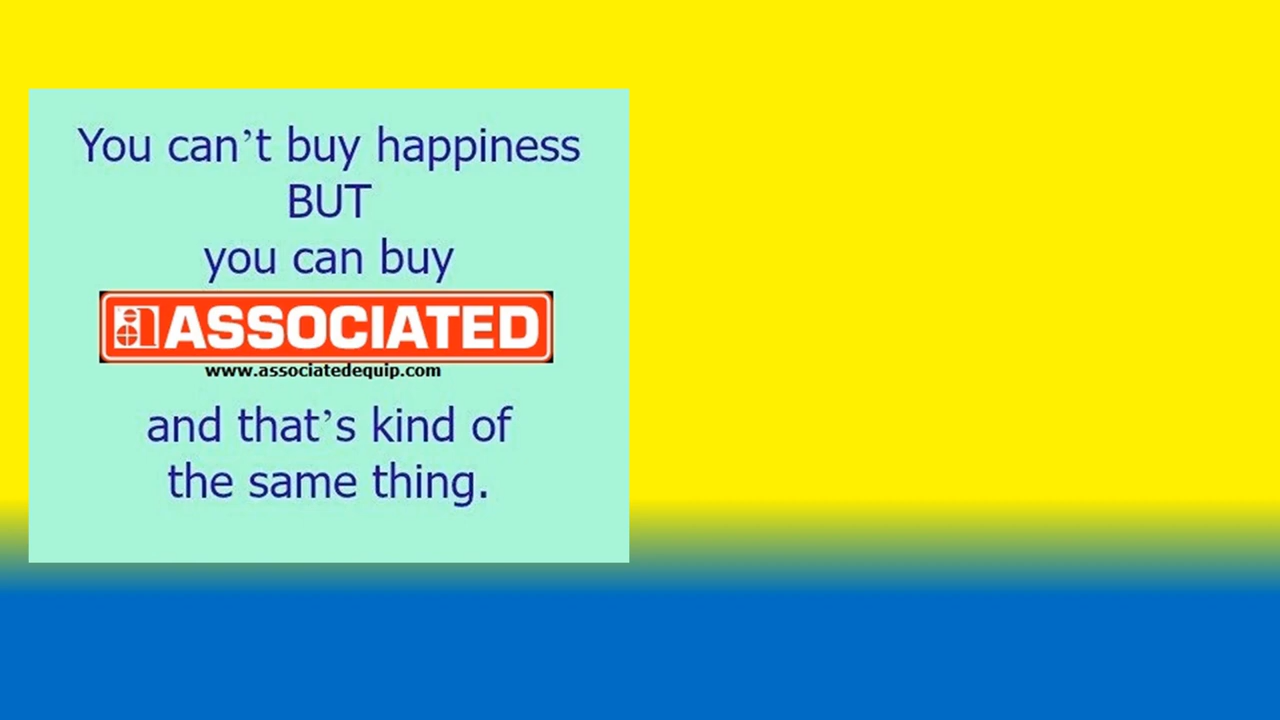 You can’t buy happiness
BUT
you can buy
ASSOCIATED
www.associatedequip.com
and that’s kind of
the same thing.